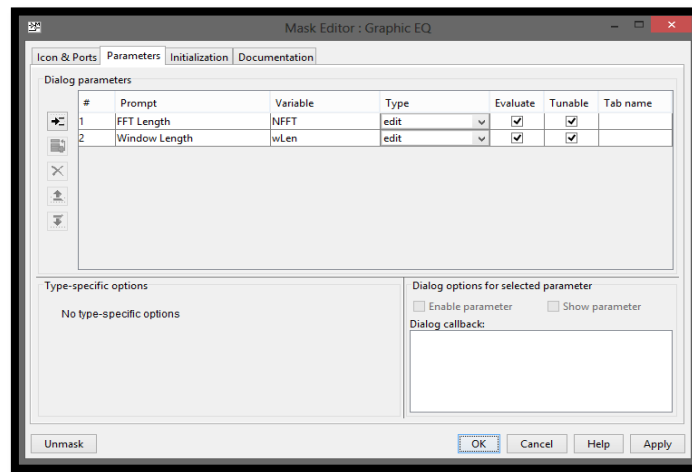 Mask Editor : Graphic EQ
Icon & Ports Parameters Initialization Documentation
Dialog parameters
# Prompt Variable Type Evaluate Tunable Tab name
1 FFT Length NFFT edit
2 Window Length wLen edit
Type-specific options
No type-specific options
Dialog options for selected parameter
Enable parameter Show parameter
Dialog callback:
Unmask OK Cancel Help Apply